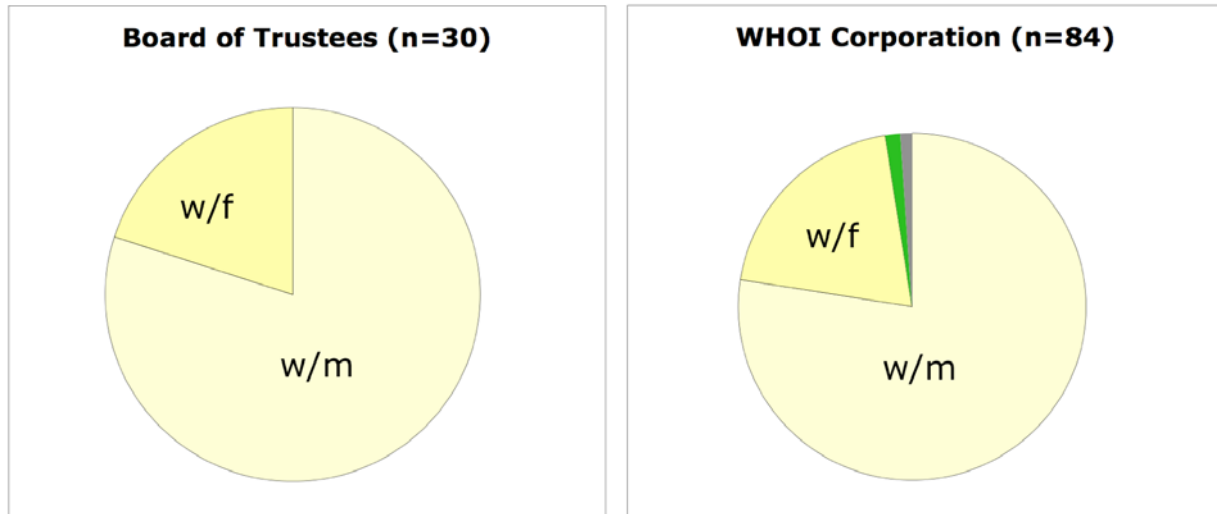 Board of Trustees (n=30)
w/f
w/m
WHOI Corporation (n=84)
w/f
w/m